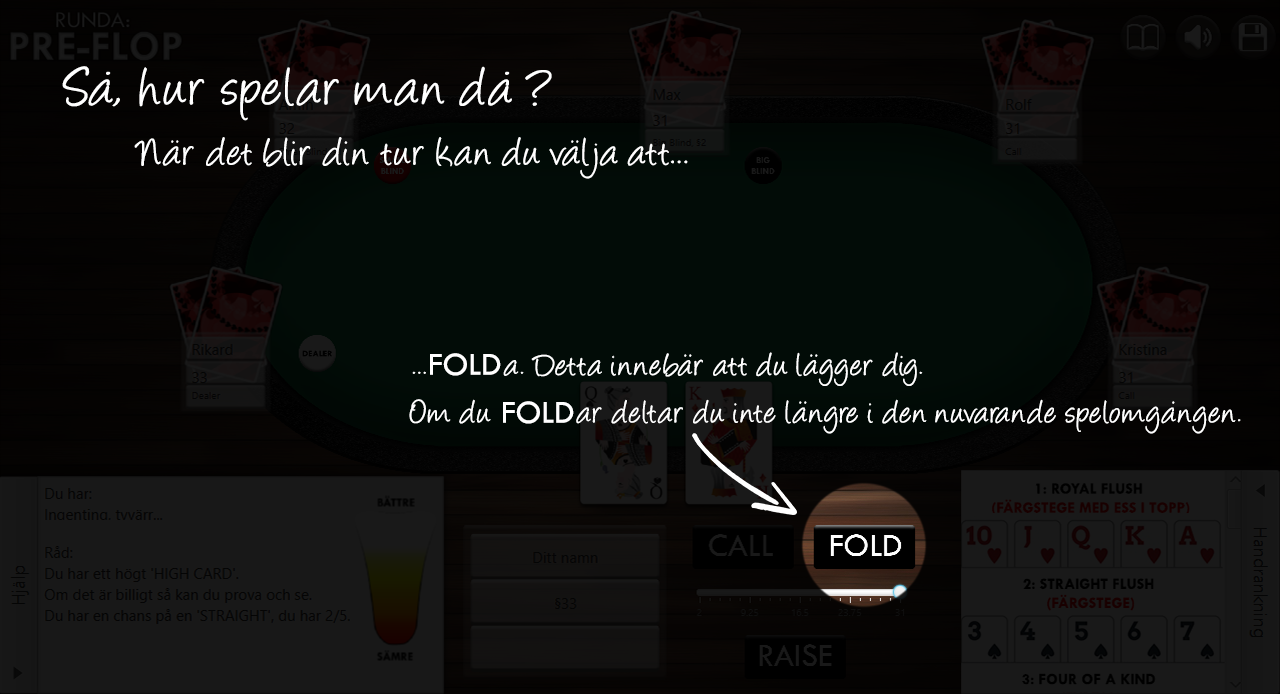 RUNDA:
PRE-FLOP
Så, hur spelar man då?
När det blir din tur kan du välja att...
32
Max
31
Rolf
31
Call
BLIND
BIG
BLIND
Rikard
33
Dealer
DEALER
Kristina
31
...FOLDa. Detta innebär att du lägger dig.
Om du FOLDar deltar du inte längre i den nuvarande spelomgången.
Q
K
Q
Hjälp
Du har:
Ingenting, tyvärr...
Råd:
Du har ett högt 'HIGH CARD'.
Om det är billigt så kan du prova och se.
Du har en chans på en 'STRAIGHT', du har 2/5.
BÄTTRE
SÄMRE
Ditt namn
§33
CALL
FOLD
RAISE
1: ROYAL FLUSH
(FÄRGSTEGE MED ESS I TOPP)
10 J Q K A
2: STRAIGHT FLUSH
(FÄRGSTEGE)
3 4 5 6 7
3: FOUR OF A KIND
Handrankning